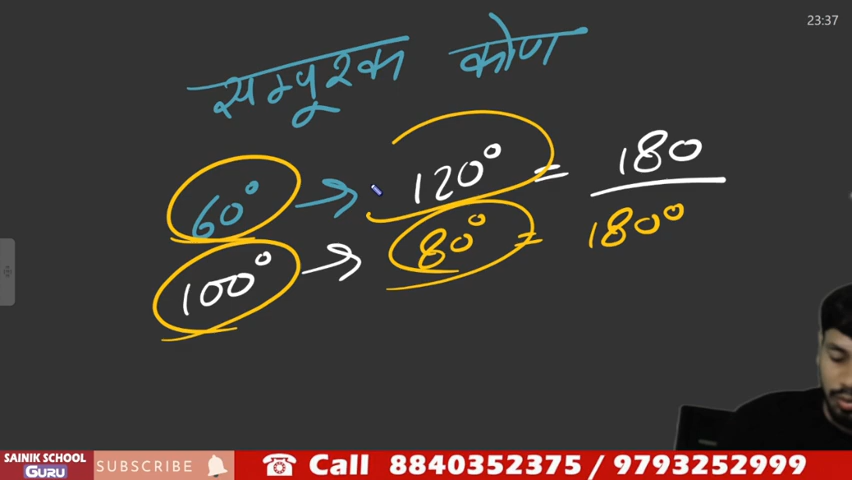 23:37
सम्पूरक कोण
60° → 120° = 180
100° → 80° = 180°
SAINIK SCHOOL
GURU
SUBSCRIBE
Call 8840352375 / 9793252999